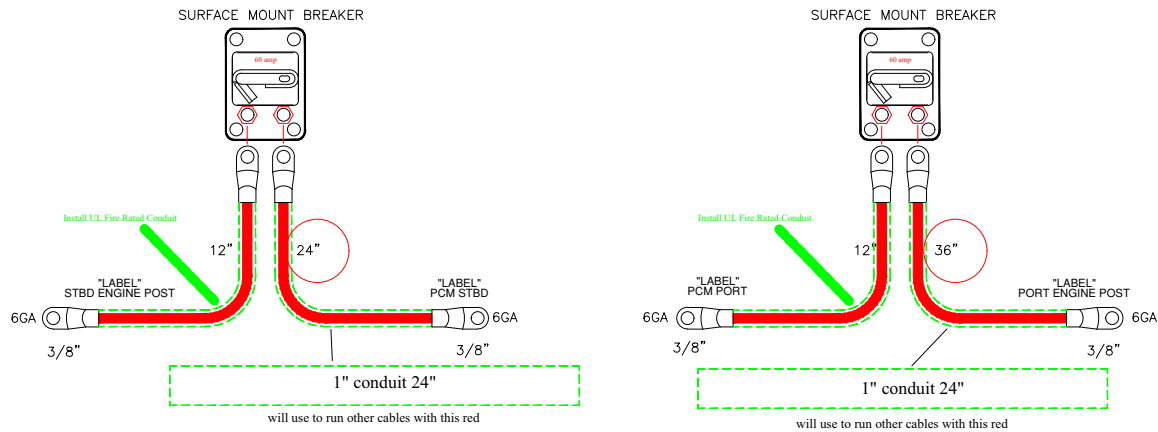 SURFACE MOUNT BREAKER
60 amp
Install UL Fire Rated Conduit
12"
24"
"LABEL"
STBD ENGINE POST
"LABEL"
PCM STBD
6GA
6GA
3/8"
3/8"
1" conduit 24"
will use to run other cables with this red
SURFACE MOUNT BREAKER
60 amp
Install UL Fire Rated Conduit
12"
36"
"LABEL"
PCM PORT
"LABEL"
PORT ENGINE POST
6GA
6GA
3/8"
3/8"
1" conduit 24"
will use to run other cables with this red